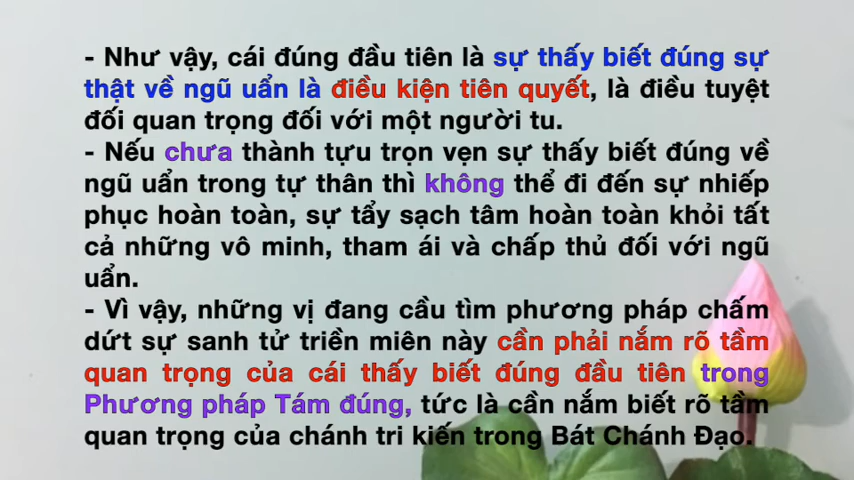 - Như vậy, cái đúng đầu tiên là sự thấy biết đúng sự
thật về ngũ uẩn là điều kiện tiên quyết, là điều tuyệt
đối quan trọng đối với một người tu.
- Nếu chưa thành tựu trọn vẹn sự thấy biết đúng về
ngũ uẩn trong tự thân thì không thể đi đến sự nhiếp
phục hoàn toàn, sự tẩy sạch tâm hoàn toàn khỏi tất
cả những vô minh, tham ái và chấp thủ đối với ngũ
uẩn.
- Vì vậy, những vị đang cầu tìm phương pháp chấm
dứt sự sanh tử triền miên này cần phải nắm rõ tầm
quan trọng của cái thấy biết đúng đầu tiên trong
Phương pháp Tám đúng, tức là cần nắm biết rõ tầm
quan trọng của chánh tri kiến trong Bát Chánh Đạo.